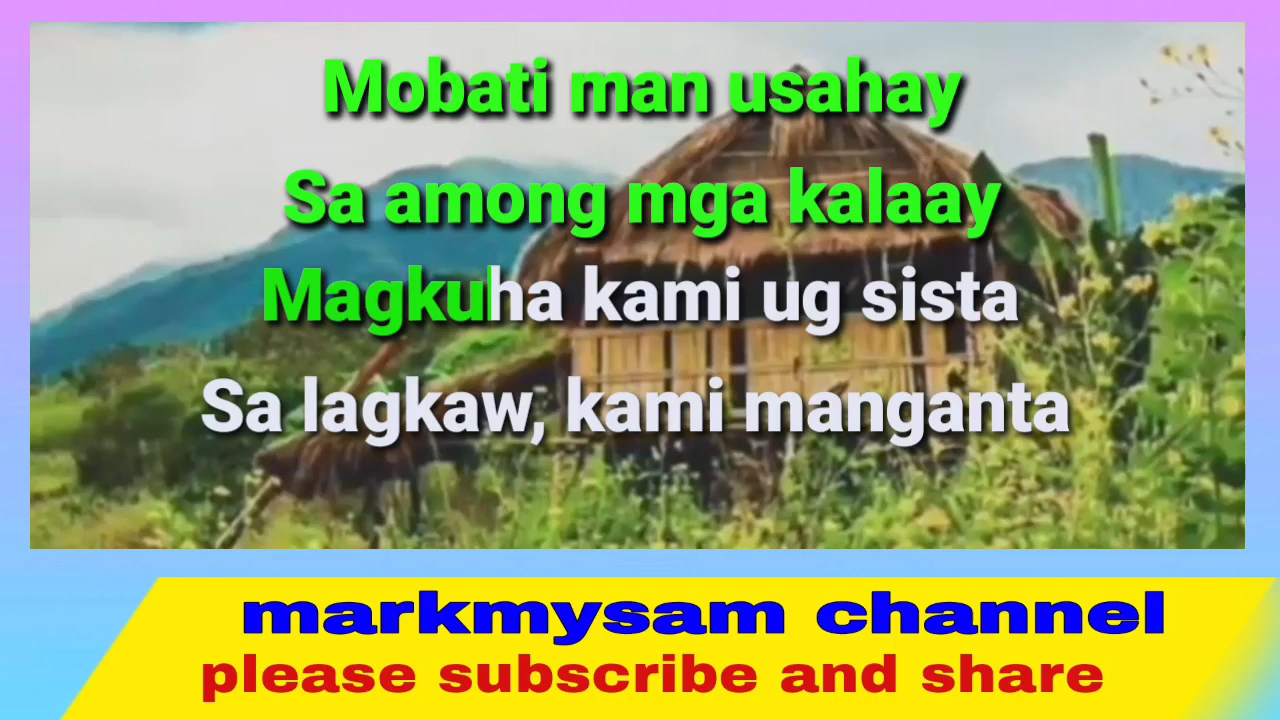 Mobati man usahay
Sa among mga kalaay
Magkuha kami ug sista
Sa lagkaw, kami manganta
markmysam channel
please subscribe and share